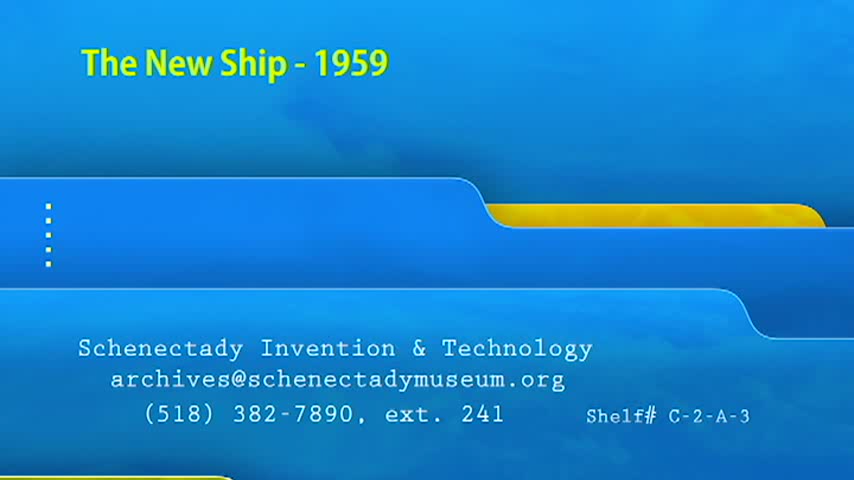 The New Ship - 1959
Schenectady Invention & Technology
archives@schenectadymuseum.org
(518) 382-7890, ext. 241
Shelf# C-2-A-3